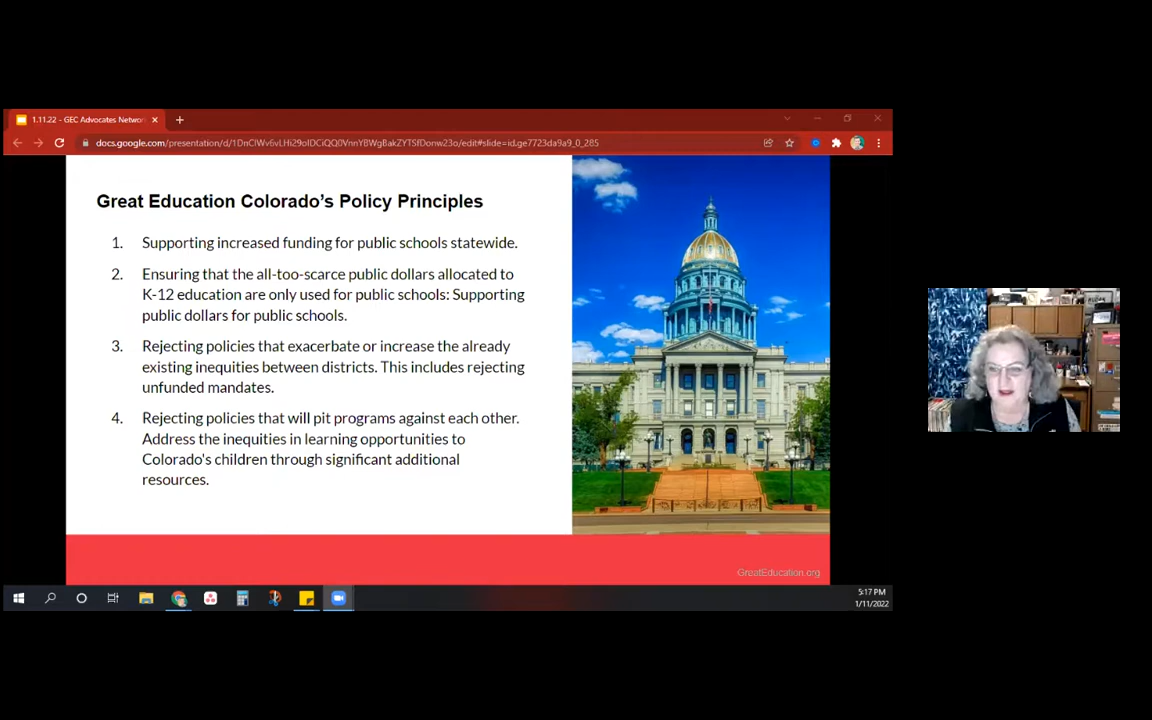 1.11.22 - GEC Advocates Networ
Great Education Colorado's Policy Principles
1. Supporting increased funding for public schools statewide.
2. Ensuring that the all-too-scarce public dollars allocated to
K-12 education are only used for public schools: Supporting
public dollars for public schools.
3. Rejecting policies that exacerbate or increase the already
existing inequities between districts. This includes rejecting
unfunded mandates.
4. Rejecting policies that will pit programs against each other.
Address the inequities in learning opportunities to
Colorado's children through significant additional
resources.
GreatEducation.org
5:17 PM
1/11/2022